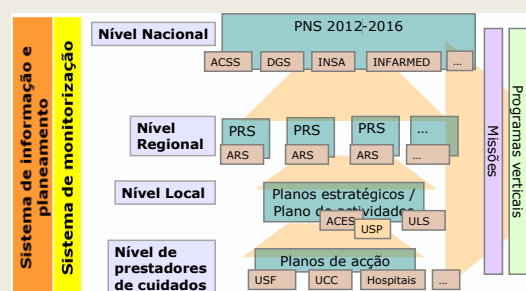 Sistema de informação e
planeamento
Sistema de monitorização
Nível Nacional
PNS 2012-2016
ACSS
DGS
INSA
INFARMED
...
Nível
Regional
PRS
PRS
PRS
...
ARS
ARS
ARS
...
Nível Local
Planos estratégicos /
Plano de actividades
ACES
USP
ULS
Nível de
prestadores
de cuidados
Planos de acção
USF
UCC
Hospitais
...
Missões
Programas verticais